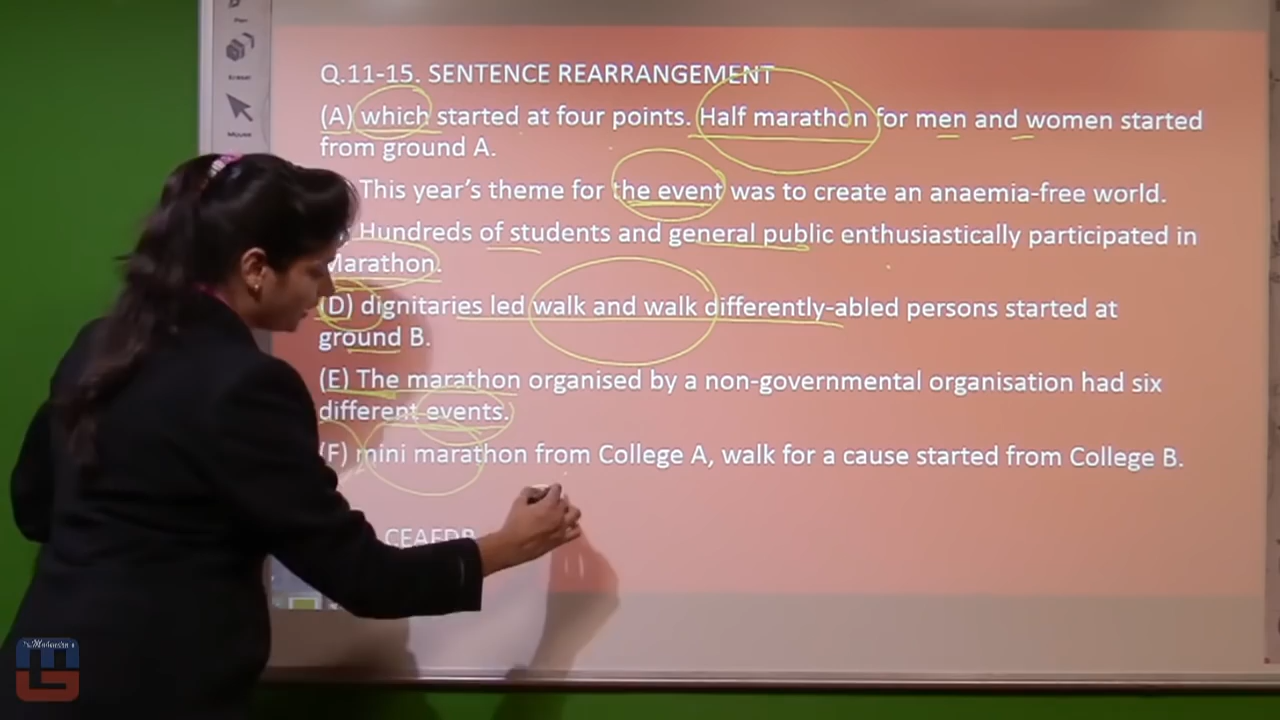 Pen
Eraser
Mouse
Q.11-15. SENTENCE REARRANGEMENT
(A) which started at four points. Half marathon for men and women started
from ground A.
This year's theme for the event was to create an anaemia-free world.
Hundreds of students and general public enthusiastically participated in
Marathon.
(D) dignitaries led walk and walk differently-abled persons started at
ground B.
(E) The marathon organised by a non-governmental organisation had six
different events.
(F) mini marathon from College A, walk for a cause started from College B.
CEAFDB